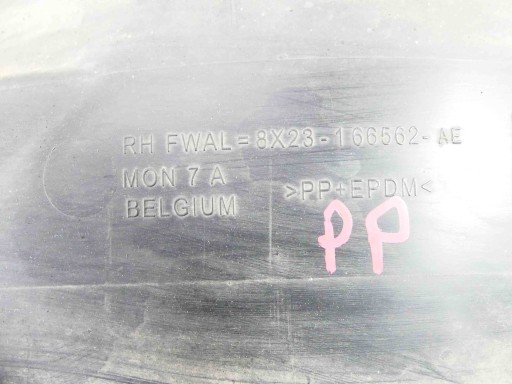 RH FWAL=8X23-166562-AE
MON 7 A >PP+EPDM<
BELGIUM
PP